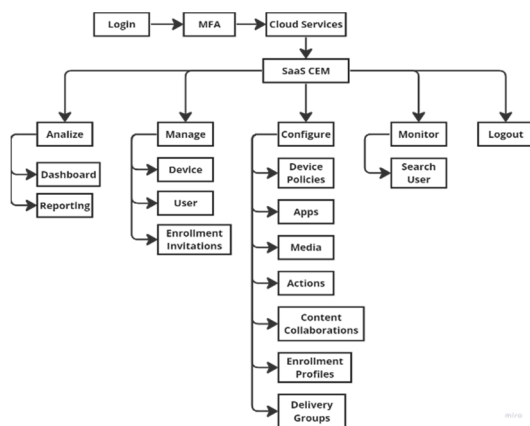 Login
MFA
Cloud Services
SaaS CEM
Analize
Manage
Configure
Monitor
Logout
Dashboard
Reporting
Device
User
Enrollment
Invitations
Device
Policies
Apps
Media
Actions
Content
Collaborations
Enrollment
Profiles
Delivery
Groups
Search
User